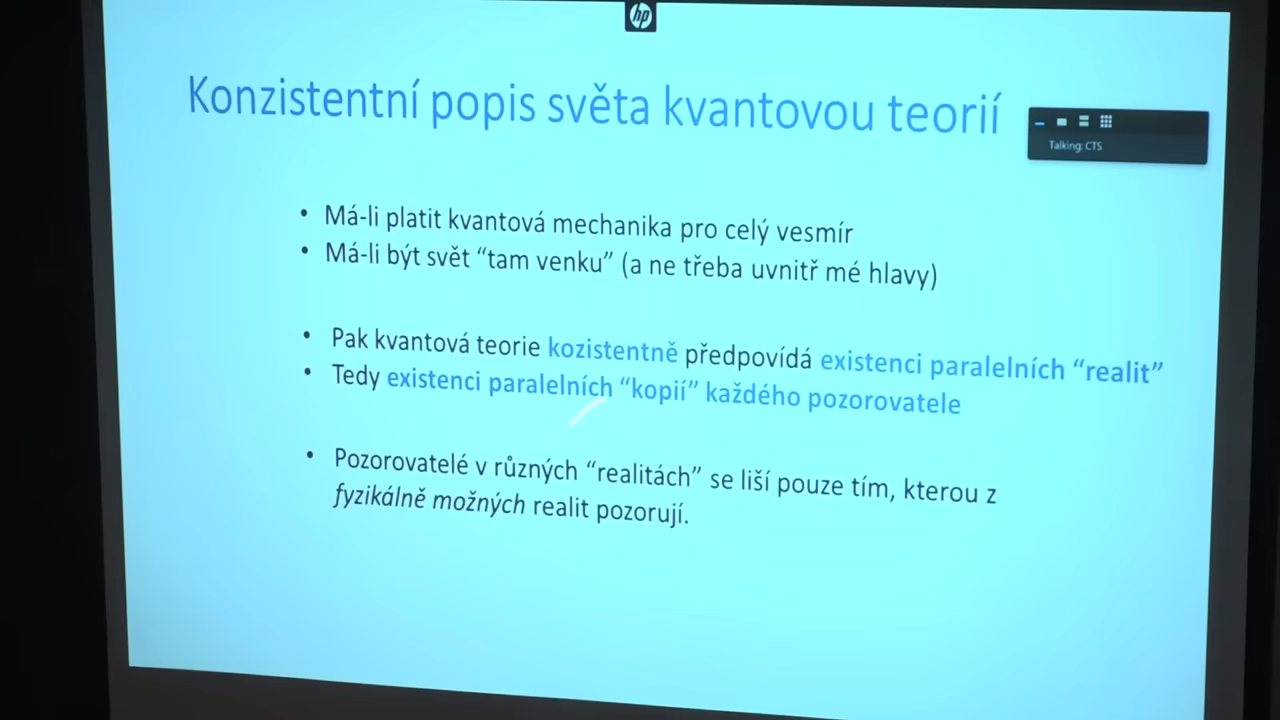 hp
Konzistentní popis světa kvantovou teorií
Talking: CTS
• Má-li platit kvantová mechanika pro celý vesmír
• Má-li být svět “tam venku” (a ne třeba uvnitř mé hlavy)
• Pak kvantová teorie kozistentně předpovídá existenci paralelních “realit”
• Tedy existenci paralelních “kopií” každého pozorovatele
• Pozorovatelé v různých “realitách” se liší pouze tím, kterou z
fyzikálně možných realit pozorují.